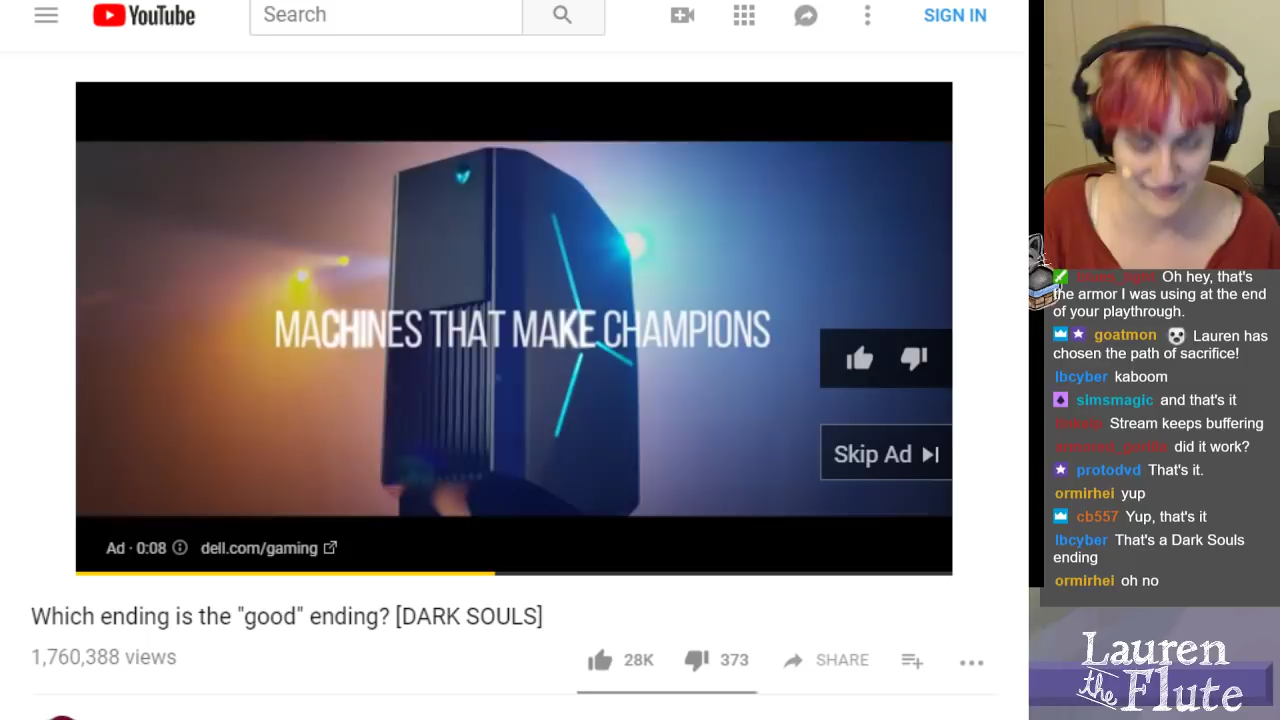 YouTube
Search
SIGN IN
MACHINES THAT MAKE CHAMPIONS
Skip Ad
Ad · 0:08
dell.com/gaming
Which ending is the "good" ending? [DARK SOULS]
1,760,388 views
28K
373
SHARE
Oh hey, that's
the armor I was using at the end
of your playthrough.
goatmon Lauren has
chosen the path of sacrifice!
lbcyber kaboom
simsmagic and that's it
Stream keeps buffering
did it work?
protodvd That's it.
ormirhei yup
cb557 Yup, that's it
lbcyber That's a Dark Souls
ending
ormirhei oh no
Lauren
the Flute